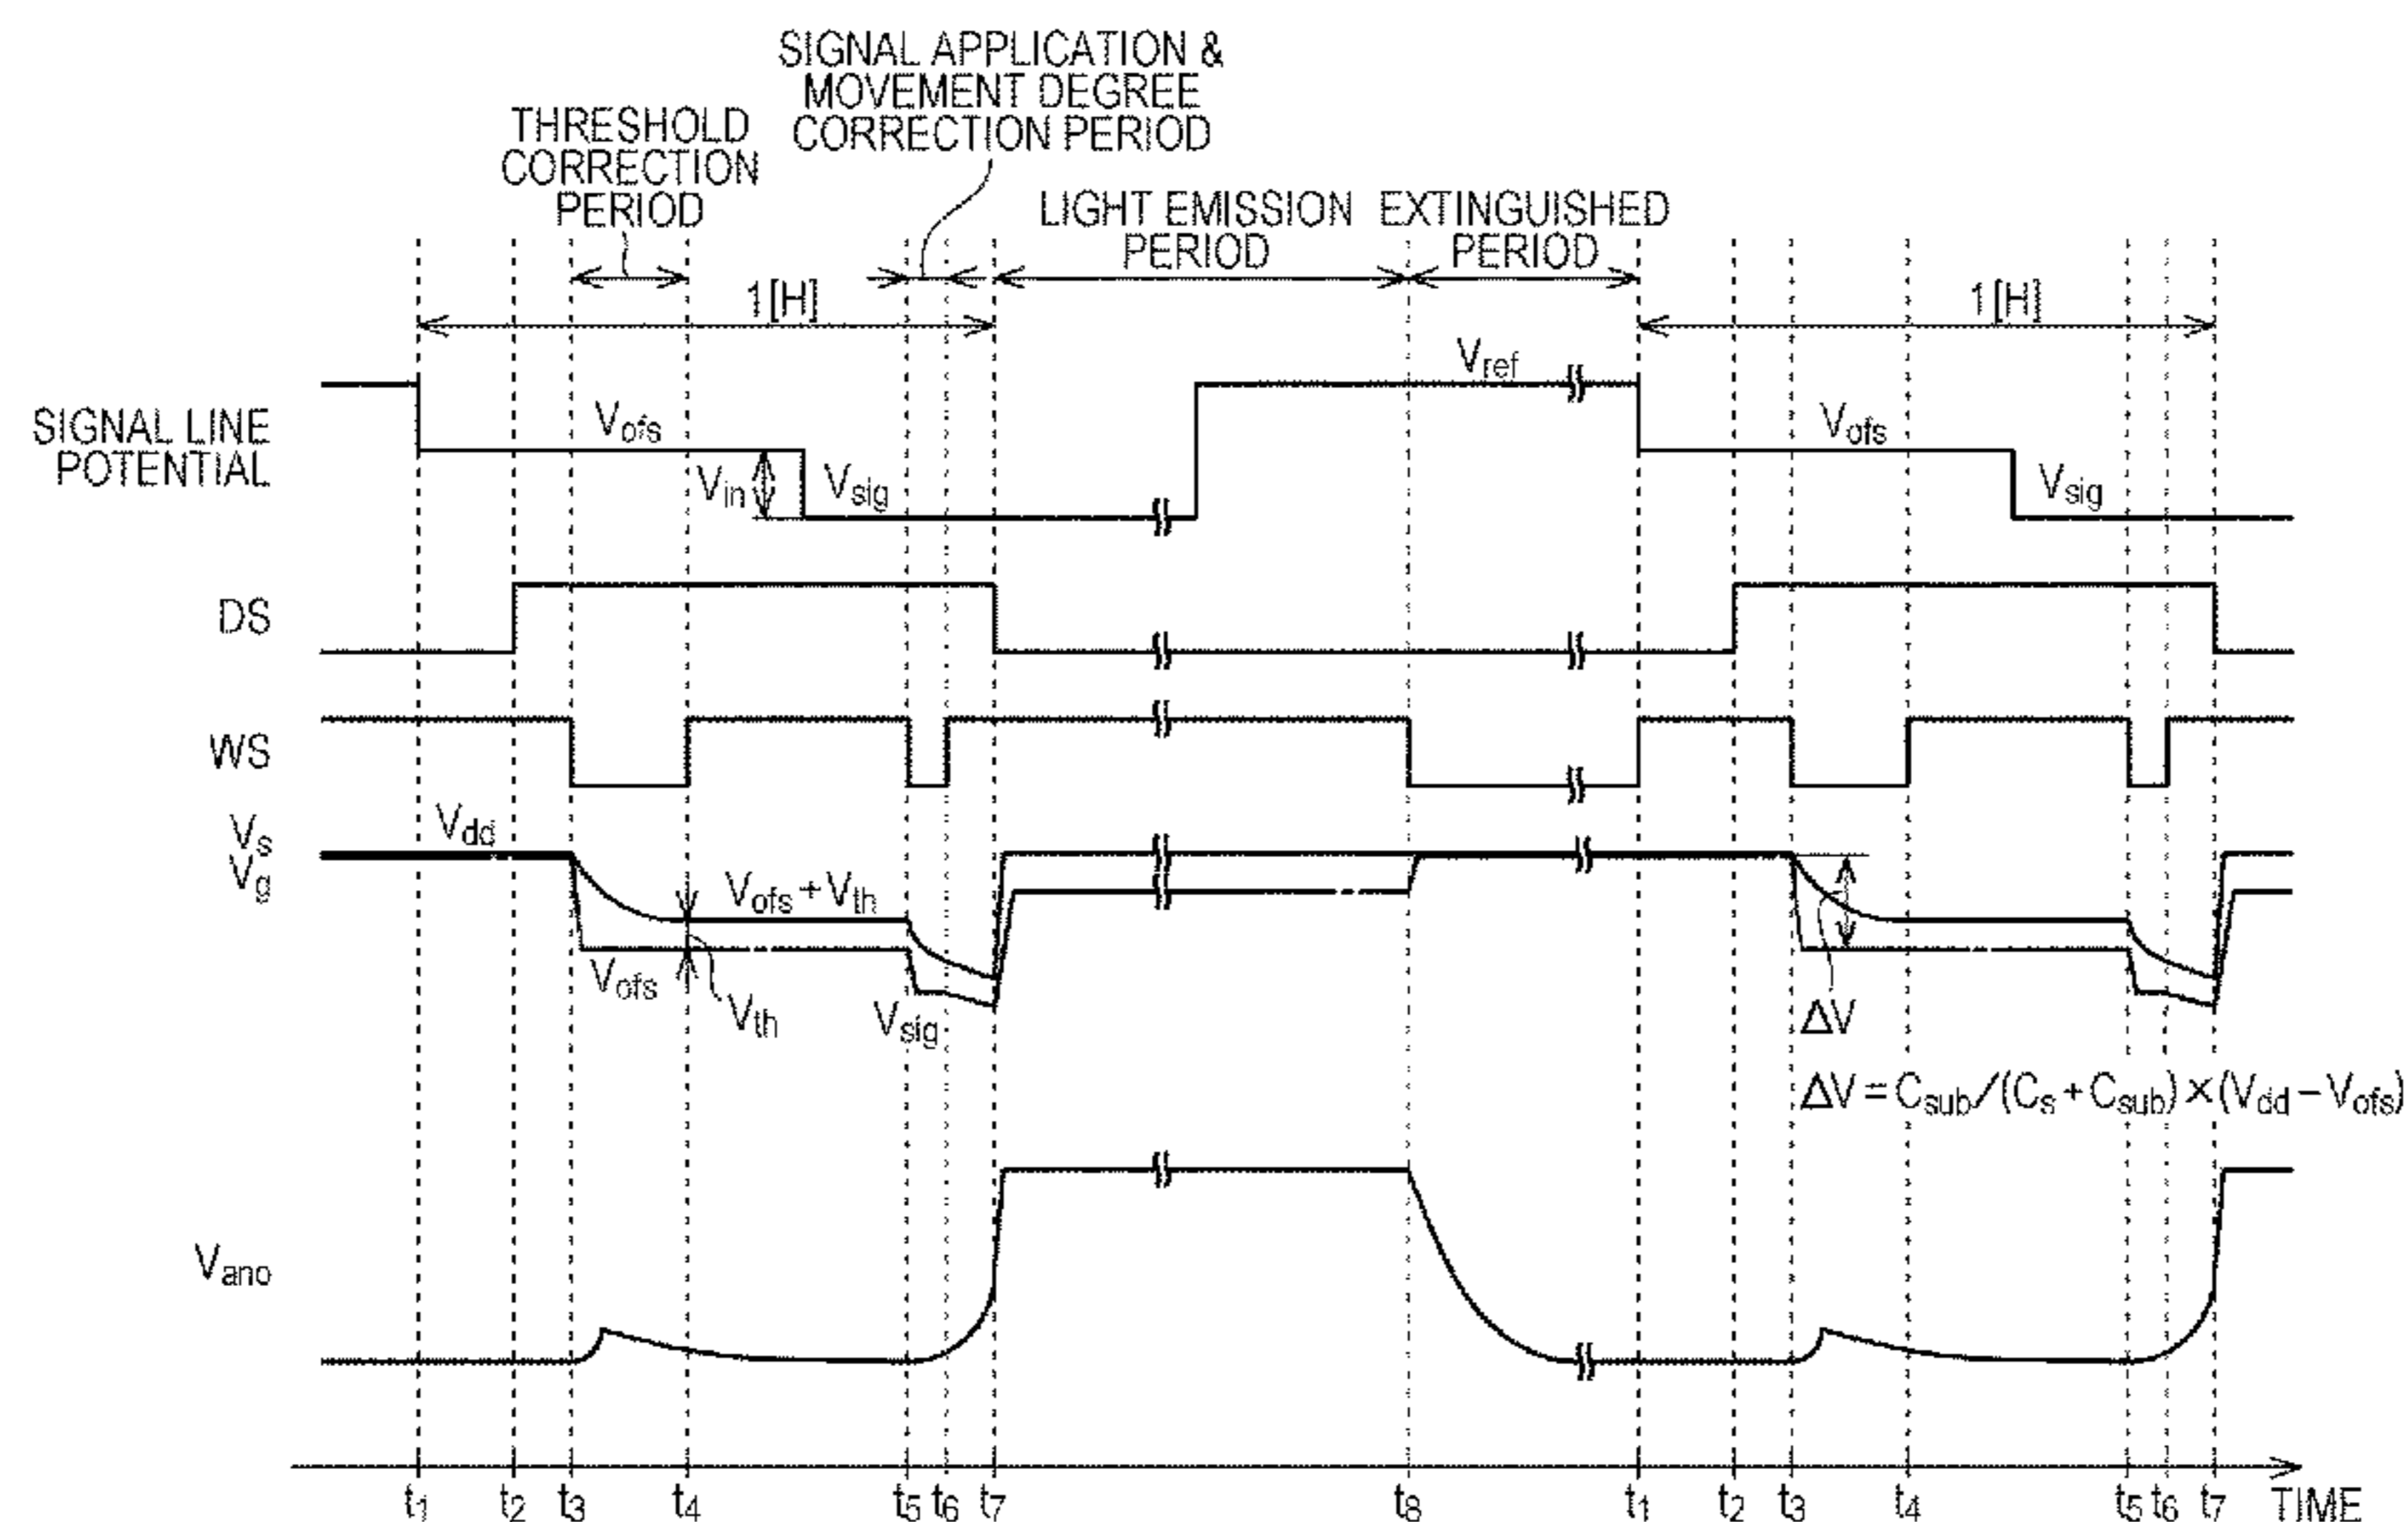 SIGNAL APPLICATION &
MOVEMENT DEGREE
CORRECTION PERIOD
THRESHOLD
CORRECTION
PERIOD
LIGHT EMISSION
PERIOD
EXTINGUISHED
PERIOD
1[H]
1[H]
SIGNAL LINE
POTENTIAL
Vofs
Vin
Vsig
Vref
Vofs
Vsig
DS
WS
Vs
Vg
Vdd
Vofs+Vth
Vofs
Vth
Vsig
ΔV
ΔV=Csub/(Cs+Csub)×(Vdd−Vofs)
Vano
t1 t2 t3 t4 t5 t6 t7 t8 t1 t2 t3 t4 t5 t6 t7 TIME